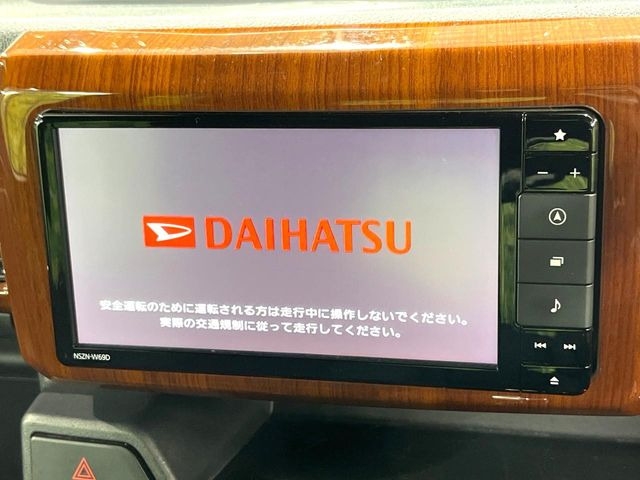 DAIHATSU
安全運転のために運転される方は走行中に操作しないでください。
実際の交通規制に従って走行してください。
NSZN-W69D